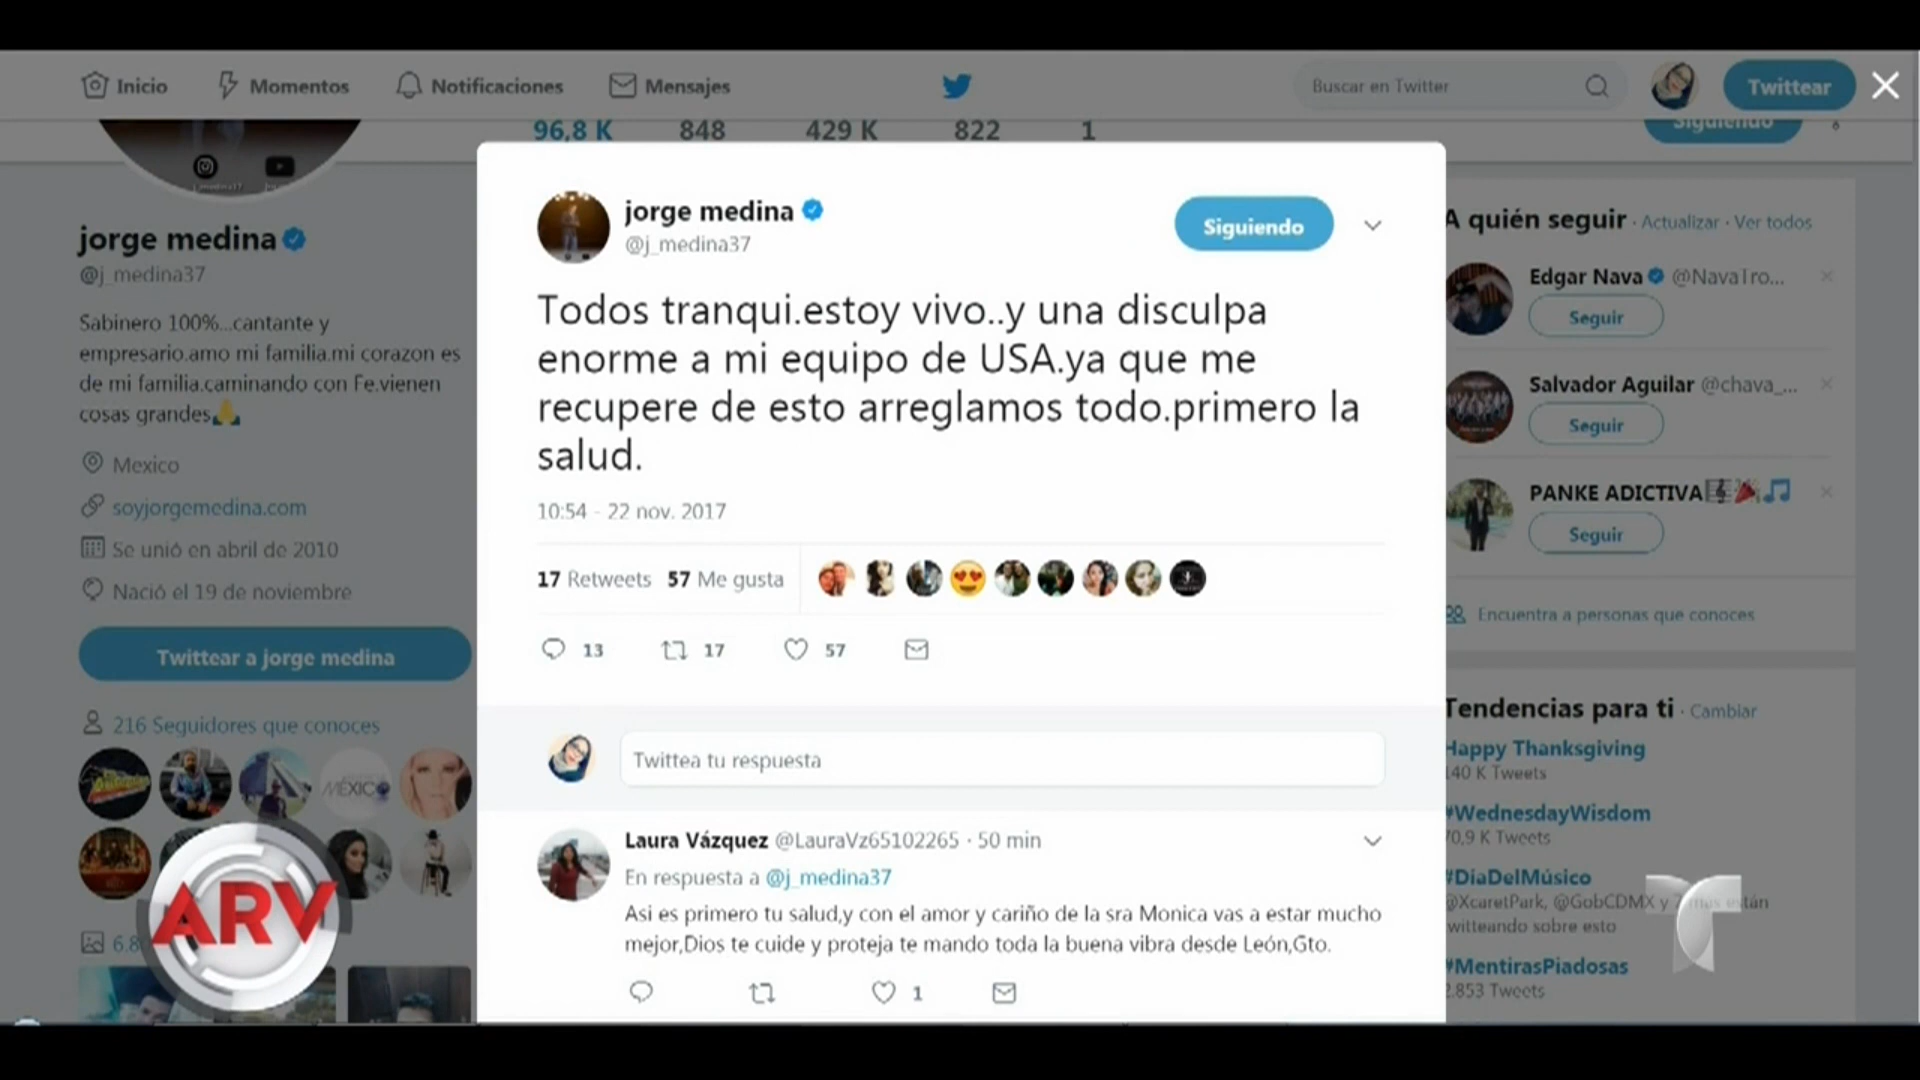 Inicio
Momentos
Notificaciones
Mensajes
Buscar en Twitter
Twittear
96,8 K
848
429 K
822
1
Siguiendo
jorge medina
@j_medina37
Sabinero 100%...cantante y
empresario.amo mi familia.mi corazon es
de mi familia.caminando con Fe.vienen
cosas grandes🙏
Mexico
soyjorgemedina.com
Se unió en abril de 2010
Nació el 19 de noviembre
Twittear a jorge medina
216 Seguidores que conoces
MÉXICO
6.8
ARV
jorge medina
@j_medina37
Siguiendo
Todos tranqui.estoy vivo..y una disculpa
enorme a mi equipo de USA.ya que me
recupere de esto arreglamos todo.primero la
salud.
10:54 - 22 nov. 2017
17 Retweets 57 Me gusta
13
17
57
Twittea tu respuesta
Laura Vázquez @LauraVz65102265 · 50 min
En respuesta a @j_medina37
Asi es primero tu salud,y con el amor y cariño de la sra Monica vas a estar mucho
mejor,Dios te cuide y proteja te mando toda la buena vibra desde León,Gto.
1
A quién seguir · Actualizar · Ver todos
Edgar Nava @NavaTro...
Seguir
Salvador Aguilar @chava_...
Seguir
PANKE ADICTIVA🎼🎉🎵
Seguir
Encuentra a personas que conoces
Tendencias para ti · Cambiar
Happy Thanksgiving
140 K Tweets
#WednesdayWisdom
70,9 K Tweets
#DiaDelMúsico
@XcaretPark, @GobCDMX y 7 más están
twitteando sobre esto
#MentirasPiadosas
2.853 Tweets